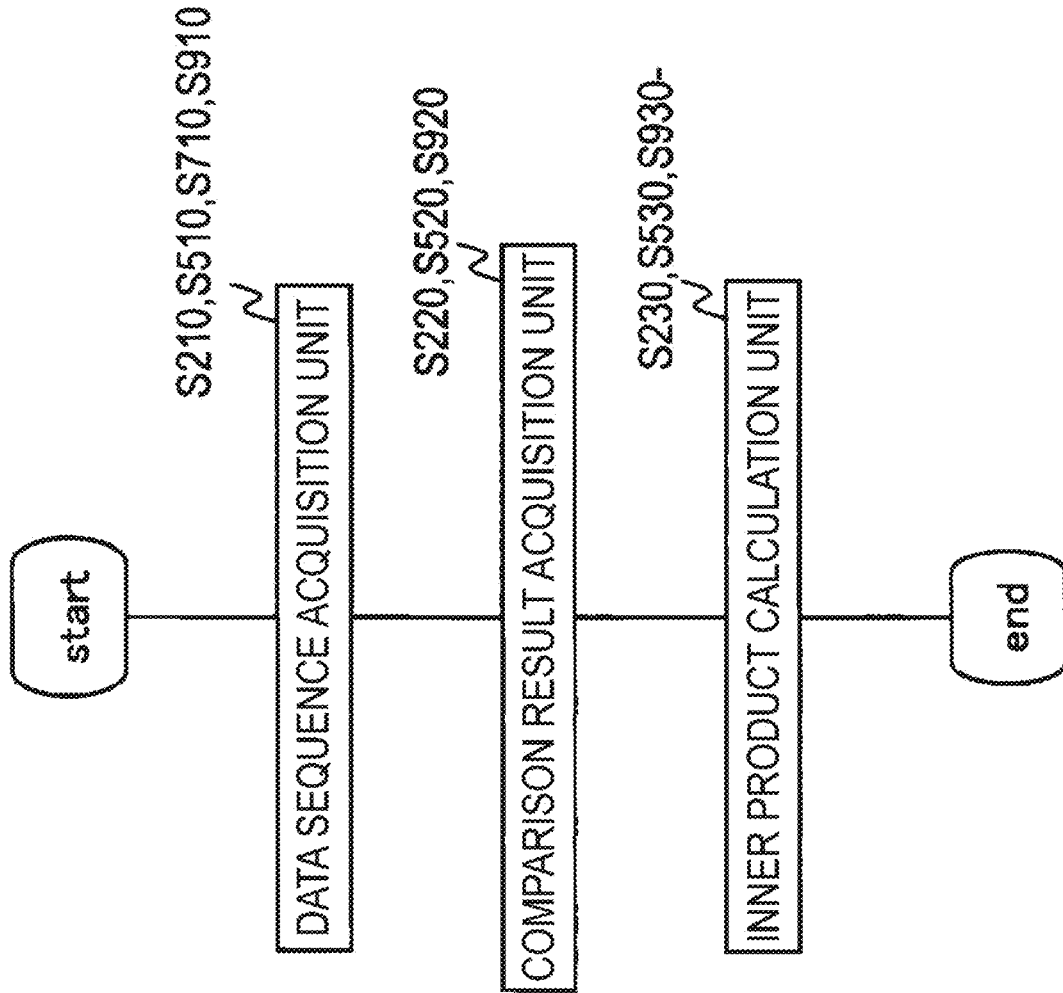 start
S210,S510,S710,S910
DATA SEQUENCE ACQUISITION UNIT
S220,S520,S920
COMPARISON RESULT ACQUISITION UNIT
S230,S530,S930-
INNER PRODUCT CALCULATION UNIT
end